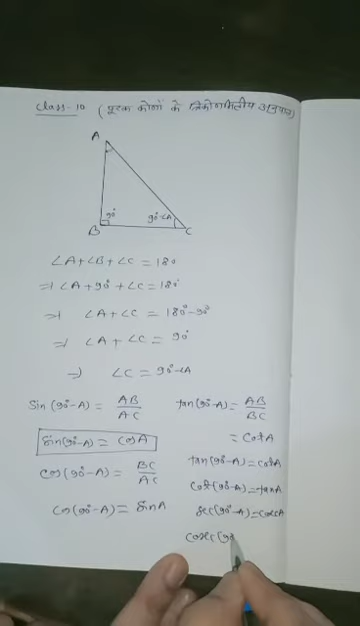 Class-10 (पूरक कोणों के त्रिकोणमितीय अनुपात)
A
90°
90°-∠A
B
C
∠A+∠B+∠C = 180°
⇒ ∠A+90°+∠C = 180°
⇒ ∠A+∠C = 180°-90°
⇒ ∠A+∠C = 90°
⇒ ∠C = 90°-∠A
Sin(90°-A) = AB/AC
Sin(90°-A) = CosA
Cos(90°-A) = BC/AC
Cos(90°-A) = SinA
tan(90°-A) = AB/BC
= CotA
tan(90°-A) = CotA
Cot(90°-A) = tanA
Sec(90°-A) = CosecA
Cosec(90°